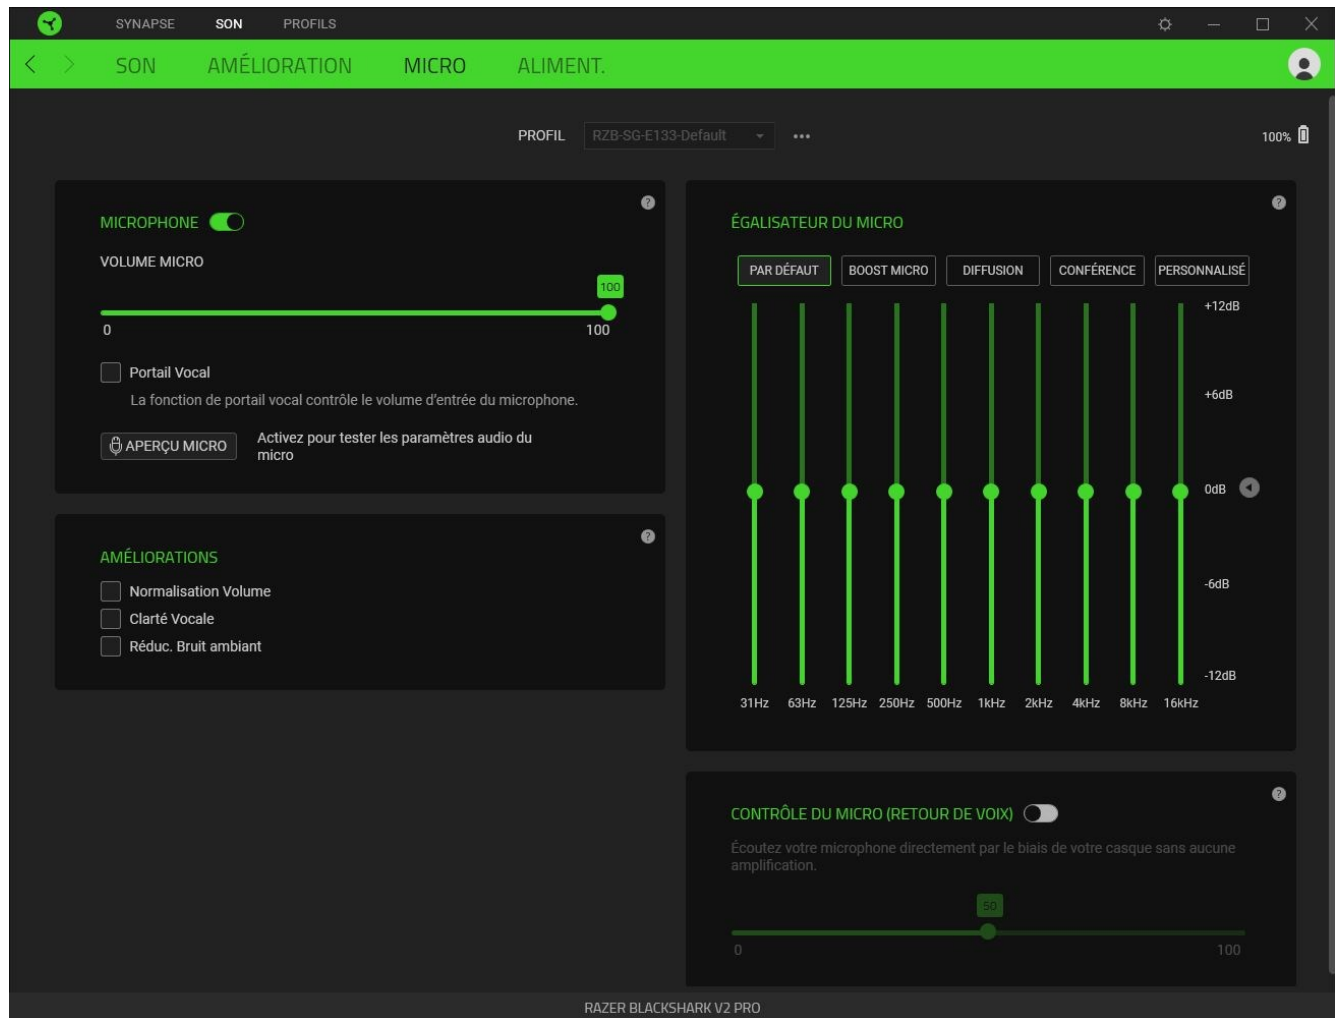 SYNAPSE SON PROFILS
SON AMÉLIORATION MICRO ALIMENT.
PROFIL RZB-SG-E133-Default
100%
MICROPHONE
VOLUME MICRO
100
0 100
Portail Vocal
La fonction de portail vocal contrôle le volume d'entrée du microphone.
APERÇU MICRO
Activez pour tester les paramètres audio du
micro
AMÉLIORATIONS
Normalisation Volume
Clarté Vocale
Réduc. Bruit ambiant
ÉGALISATEUR DU MICRO
PAR DÉFAUT BOOST MICRO DIFFUSION CONFÉRENCE PERSONNALISÉ
+12dB
+6dB
0dB
-6dB
-12dB
31Hz 63Hz 125Hz 250Hz 500Hz 1kHz 2kHz 4kHz 8kHz 16kHz
CONTRÔLE DU MICRO (RETOUR DE VOIX)
Écoutez votre microphone directement par le biais de votre casque sans aucune
amplification.
50
0 100
RAZER BLACKSHARK V2 PRO